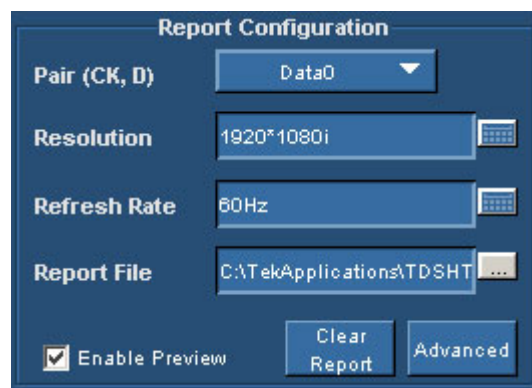 Report Configuration
Pair (CK, D) Data0
Resolution 1920*1080i
Refresh Rate 60Hz
Report File C:\TekApplications\TDSHT ...
Enable Preview Clear Report Advanced